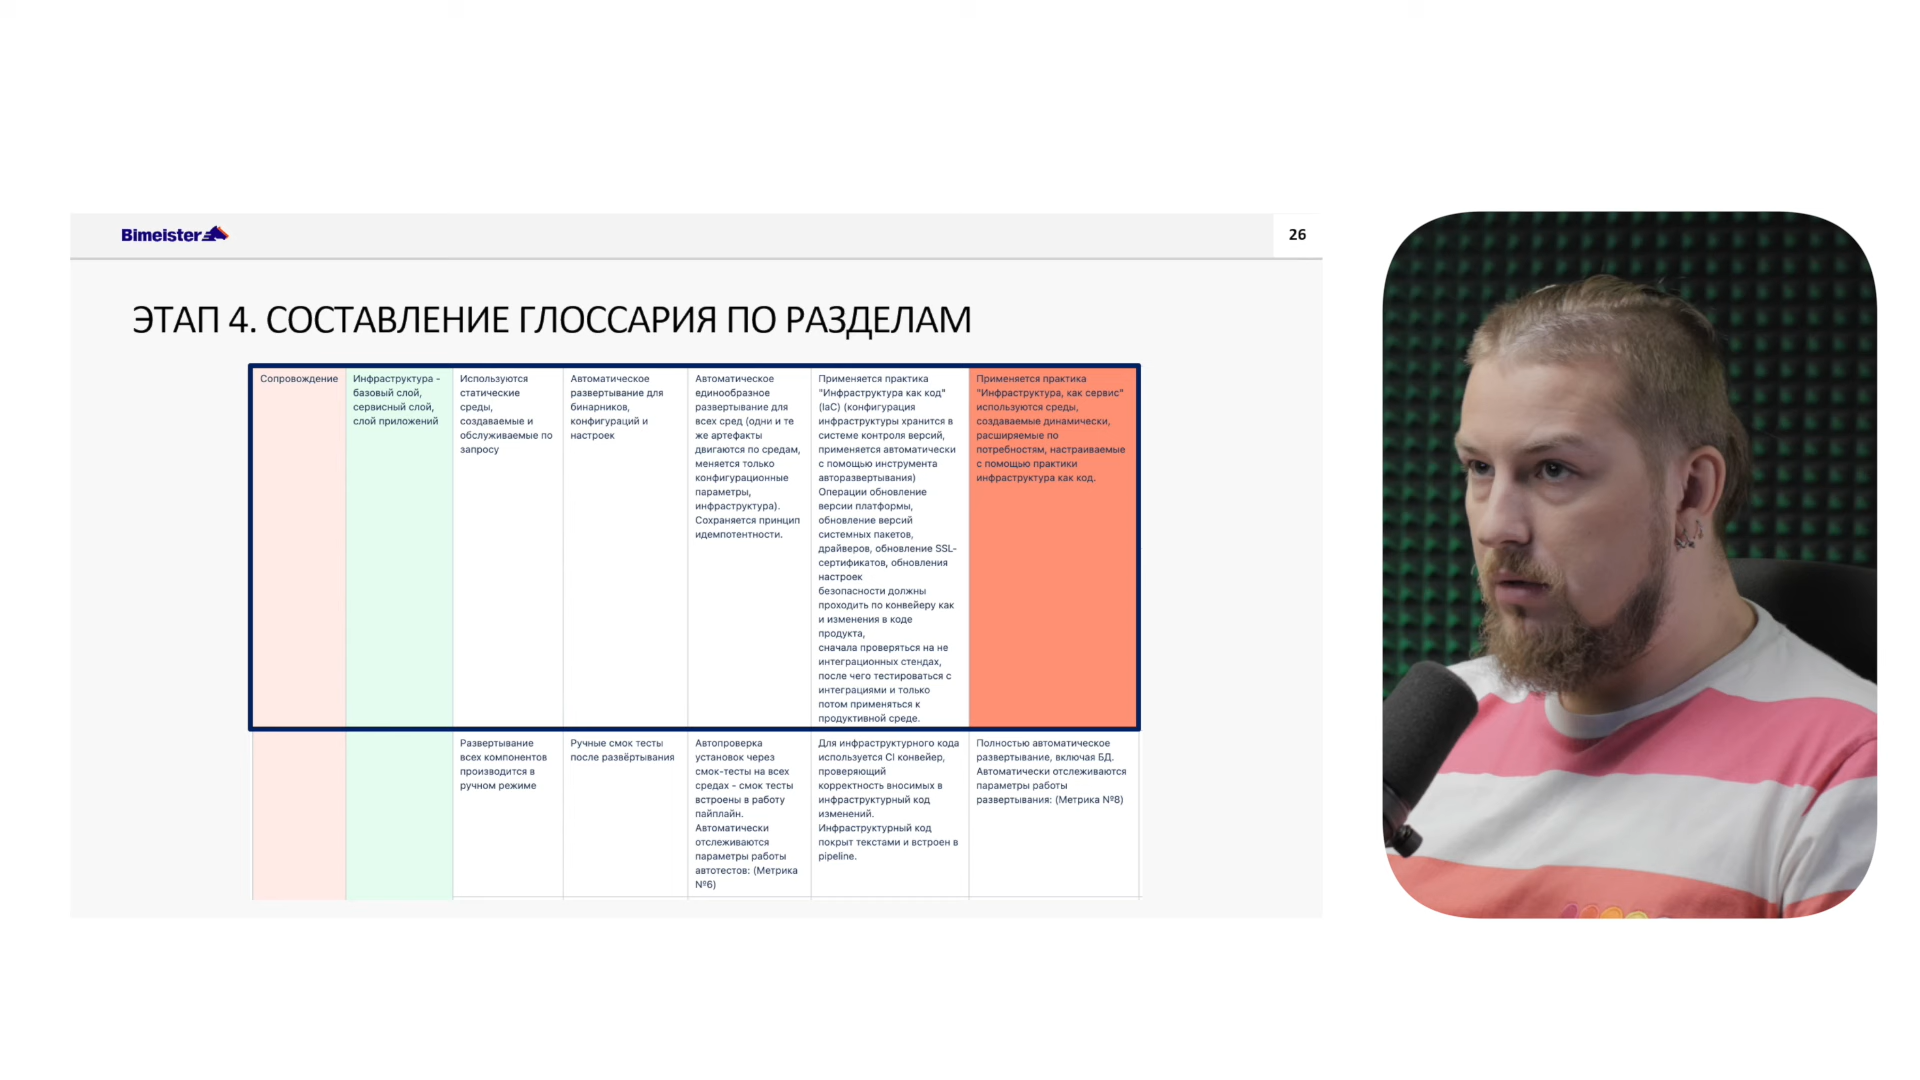 Bimeister
26
ЭТАП 4. СОСТАВЛЕНИЕ ГЛОССАРИЯ ПО РАЗДЕЛАМ
Сопровождение
Инфраструктура -
базовый слой,
сервисный слой,
слой приложений
Используются
статические
среды,
создаваемые и
обслуживаемые по
запросу
Автоматическое
развертывание для
бинарников,
конфигураций и
настроек
Автоматическое
единообразное
развертывание для
всех сред (одни и те
же артефакты
двигаются по средам,
меняется только
конфигурационные
параметры,
инфраструктура).
Сохраняется принцип
идемпотентности.
Применяется практика
"Инфраструктура как код"
(IaC) (конфигурация
инфраструктуры хранится в
системе контроля версий,
применяется автоматически
с помощью инструмента
авторазвертывания)
Операции обновление
версии платформы,
обновление версий
системных пакетов,
драйверов, обновление SSL-
сертификатов, обновления
настроек
безопасности должны
проходить по конвейеру как
и изменения в коде
продукта,
сначала проверяться на не
интеграционных стендах,
после чего тестироваться с
интеграциями и только
потом применяться к
продуктивной среде.
Применяется практика
"Инфраструктура, как сервис"
используются среды,
создаваемые динамически,
расширяемые по
потребностям, настраиваемые
с помощью практики
инфраструктура как код.
Развертывание
всех компонентов
производится в
ручном режиме
Ручные смок тесты
после развёртывания
Автопроверка
установок через
смок-тесты на всех
средах - смок тесты
встроены в работу
пайплайн.
Автоматически
отслеживаются
параметры работы
автотестов: (Метрика
№6)
Для инфраструктурного кода
используется CI конвейер,
проверяющий
корректность вносимых в
инфраструктурный код
изменений.
Инфраструктурный код
покрыт текстами и встроен в
pipeline.
Полностью автоматическое
развертывание, включая БД.
Автоматически отслеживаются
параметры работы
развертывания: (Метрика №8)